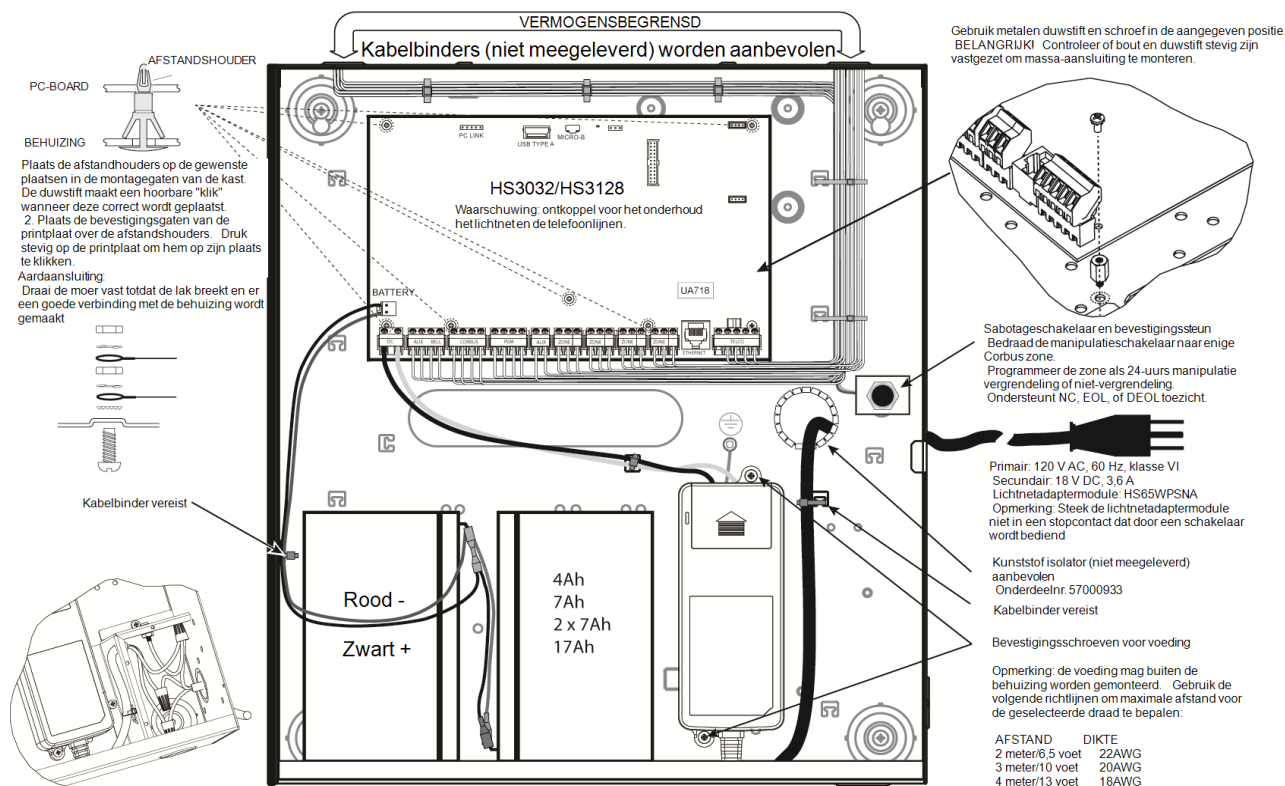 VERMOGENSBEGRENSD
Kabelbinders (niet meegeleverd) worden aanbevolen
AFSTANDSHOUDER
PC-BOARD
BEHUIZING
Plaats de afstandhouders op de gewenste
plaatsen in de montagegaten van de kast.
De duwstift maakt een hoorbare "klik"
wanneer deze correct wordt geplaatst.
2. Plaats de bevestigingsgaten van de
printplaat over de afstandshouders. Druk
stevig op de printplaat om hem op zijn plaats
te klikken.
Aardaansluiting:
Draai de moer vast totdat de lak breekt en er
een goede verbinding met de behuizing wordt
gemaakt
Kabelbinder vereist
PC LINK
USB TYPE A
MICRO-B
HS3032/HS3128
Waarschuwing: ontkoppel voor het onderhoud
het lichtnet en de telefoonlijnen.
UA718
BATTERY
DC
AUX
BELL
CORBUS
PGM
AUX
ZONE
ZONE
ZONE
ZONE
ETHERNET
TELCO
Rood -
Zwart +
4Ah
7Ah
2 x 7Ah
17Ah
Gebruik metalen duwstift en schroef in de aangegeven positie.
BELANGRIJK! Controleer of bout en duwstift stevig zijn
vastgezet om massa-aansluiting te monteren.
Sabotageschakelaar en bevestigingssteun
Bedraad de manipulatieschakelaar naar enige
Corbus zone.
Programmeer de zone als 24-uurs manipulatie
vergrendeling of niet-vergrendeling.
Ondersteunt NC, EOL, of DEOL toezicht.
Primair: 120 V AC, 60 Hz, klasse VI
Secundair: 18 V DC, 3,6 A
Lichtnetadaptermodule: HS65WPSNA
Opmerking: Steek de lichtnetadaptermodule
niet in een stopcontact dat door een schakelaar
wordt bediend
Kunststof isolator (niet meegeleverd)
aanbevolen
Onderdeelnr. 57000933
Kabelbinder vereist
Bevestigingsschroeven voor voeding
Opmerking: de voeding mag buiten de
behuizing worden gemonteerd. Gebruik de
volgende richtlijnen om maximale afstand voor
de geselecteerde draad te bepalen:
AFSTAND DIKTE
2 meter/6,5 voet 22AWG
3 meter/10 voet 20AWG
4 meter/13 voet 18AWG